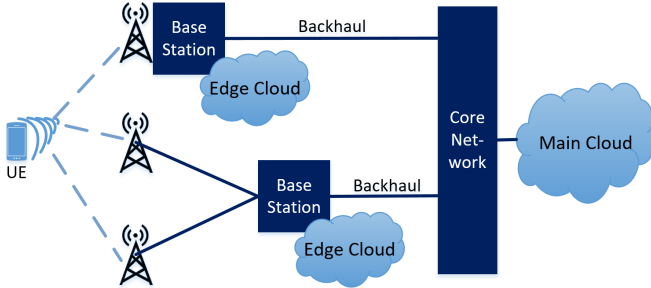 Base
Station
Backhaul
Edge Cloud
UE
Core
Net-
work
Main Cloud
Base
Station
Backhaul
Edge Cloud